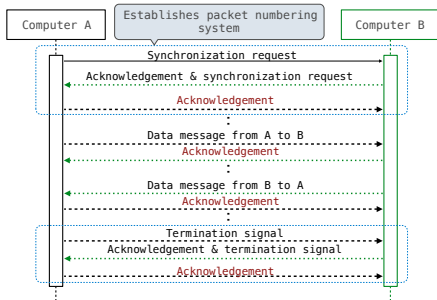 Establishes packet numbering
system
Computer A
Computer B
Synchronization request
Acknowledgement & synchronization request
Acknowledgement
:
Data message from A to B
Acknowledgement
:
Data message from B to A
Acknowledgement
:
Termination signal
Acknowledgement & termination signal
Acknowledgement